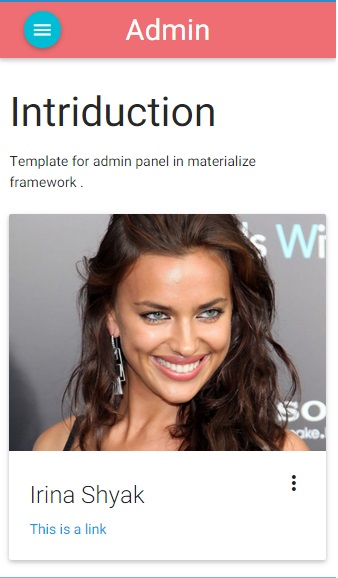 Admin
Intriduction
Template for admin panel in materialize
framework .
s Wi
so
ake.b
Irina Shyak
This is a link